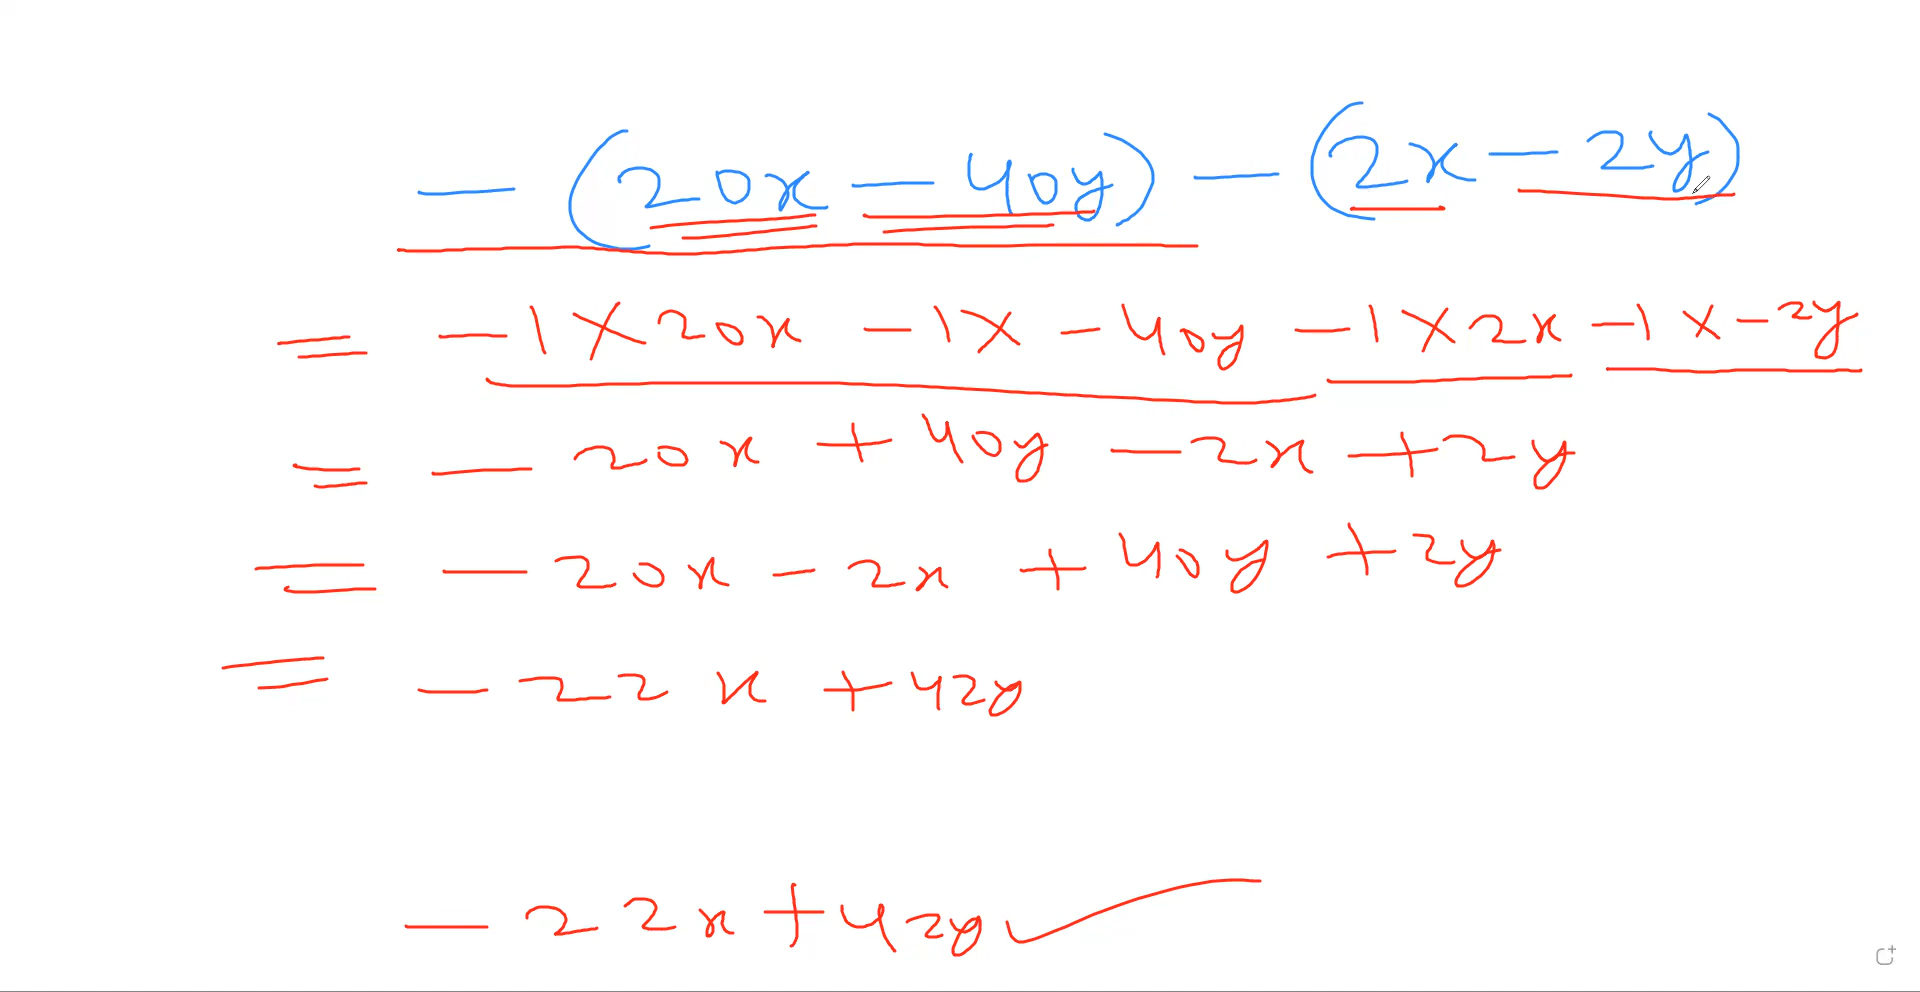 - (20x - 40y) - (2x - 2y)
= -1 × 20x -1 × -40y -1 × 2x -1 × -2y
= - 20x + 40y - 2x + 2y
= - 20x - 2x + 40y + 2y
= - 22x + 42y
- 22x + 42y ✓